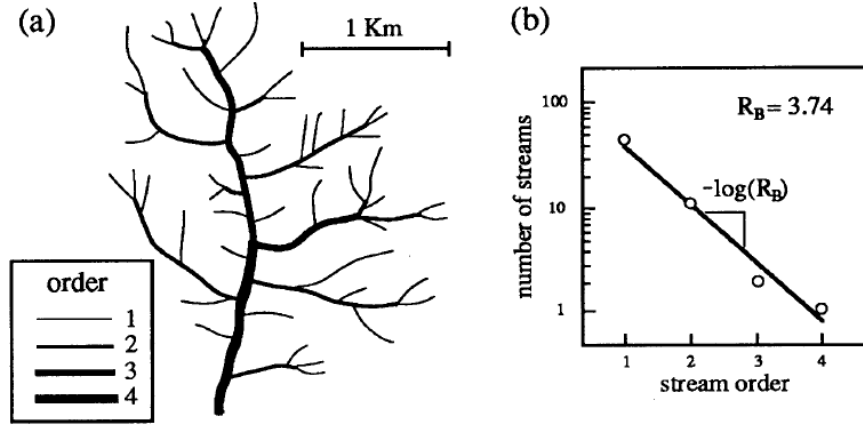 (a)
1 Km
order
1
2
3
4
(b)
number of streams
100
10
1
R_B = 3.74
-log(R_B)
1 2 3 4
stream order